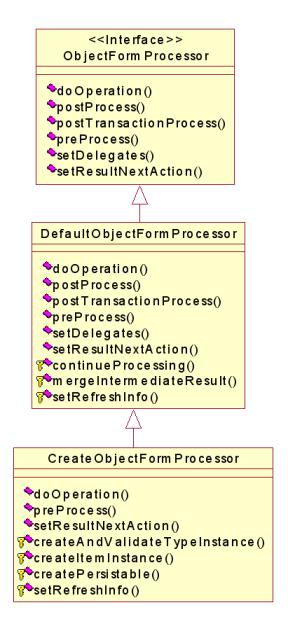 <<Interface>>
ObjectFormProcessor
doOperation()
postProcess()
postTransactionProcess()
preProcess()
setDelegates()
setResultNextAction()
DefaultObjectFormProcessor
doOperation()
postProcess()
postTransactionProcess()
preProcess()
setDelegates()
setResultNextAction()
continueProcessing()
mergeIntermediateResult()
setRefreshInfo()
CreateObjectFormProcessor
doOperation()
preProcess()
setResultNextAction()
createAndValidateTypeInstance()
createItemInstance()
createPersistable()
setRefreshInfo()